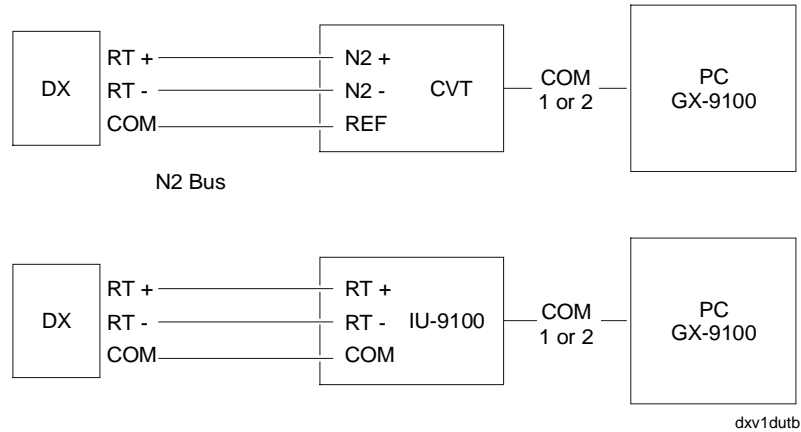 RT + N2 +
DX RT - N2 - CVT COM 1 or 2 PC GX-9100
COM REF
N2 Bus
RT + RT +
DX RT - RT - IU-9100 COM 1 or 2 PC GX-9100
COM COM
dxv1dutb